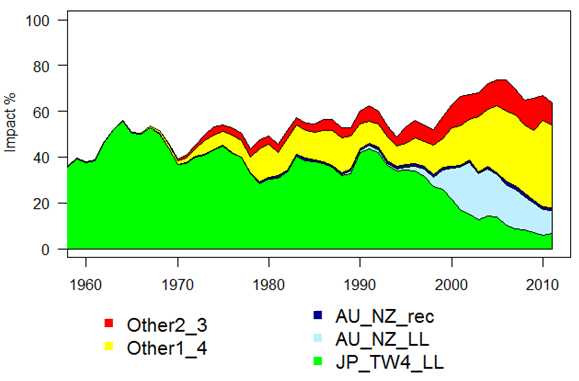 Impact %
100
80
60
40
20
0
1960 1970 1980 1990 2000 2010
Other2_3
Other1_4
AU_NZ_rec
AU_NZ_LL
JP_TW4_LL